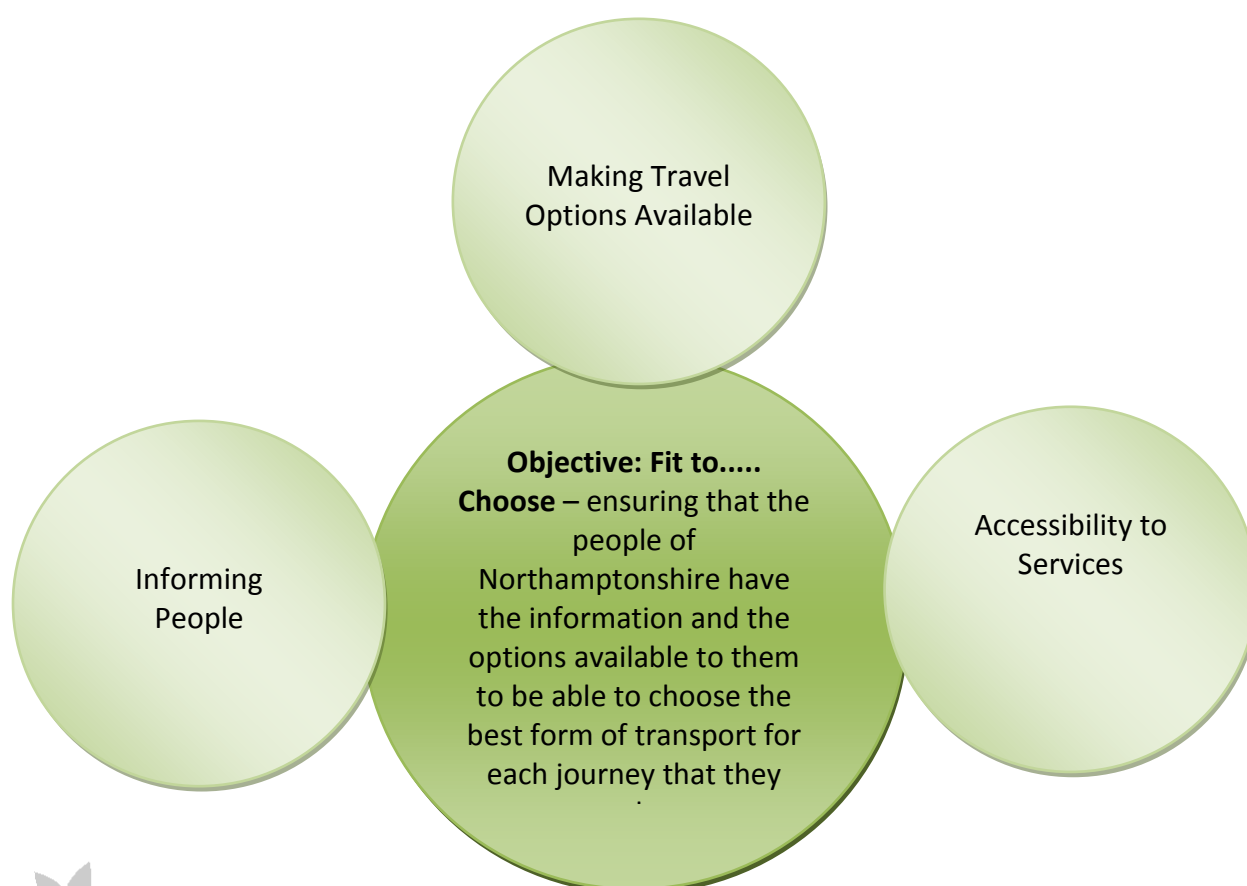 Making Travel
Options Available
Objective: Fit to.....
Choose – ensuring that the
people of
Northamptonshire have
the information and the
options available to them
to be able to choose the
best form of transport for
each journey that they
Informing
People
Accessibility to
Services